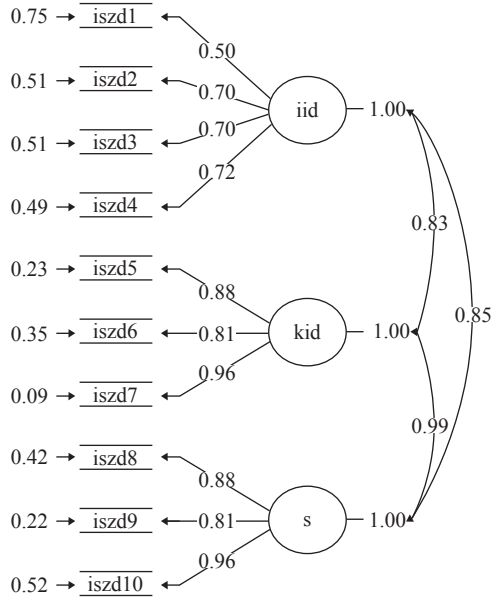 0.75 iszd1
0.50
0.51 iszd2
0.70
iid 1.00
0.70
0.51 iszd3
0.72
0.49 iszd4
0.83
0.23 iszd5
0.88
0.85
0.35 iszd6 0.81 kid 1.00
0.96
0.09 iszd7
0.99
0.42 iszd8
0.88
0.22 iszd9 0.81 s 1.00
0.96
0.52 iszd10